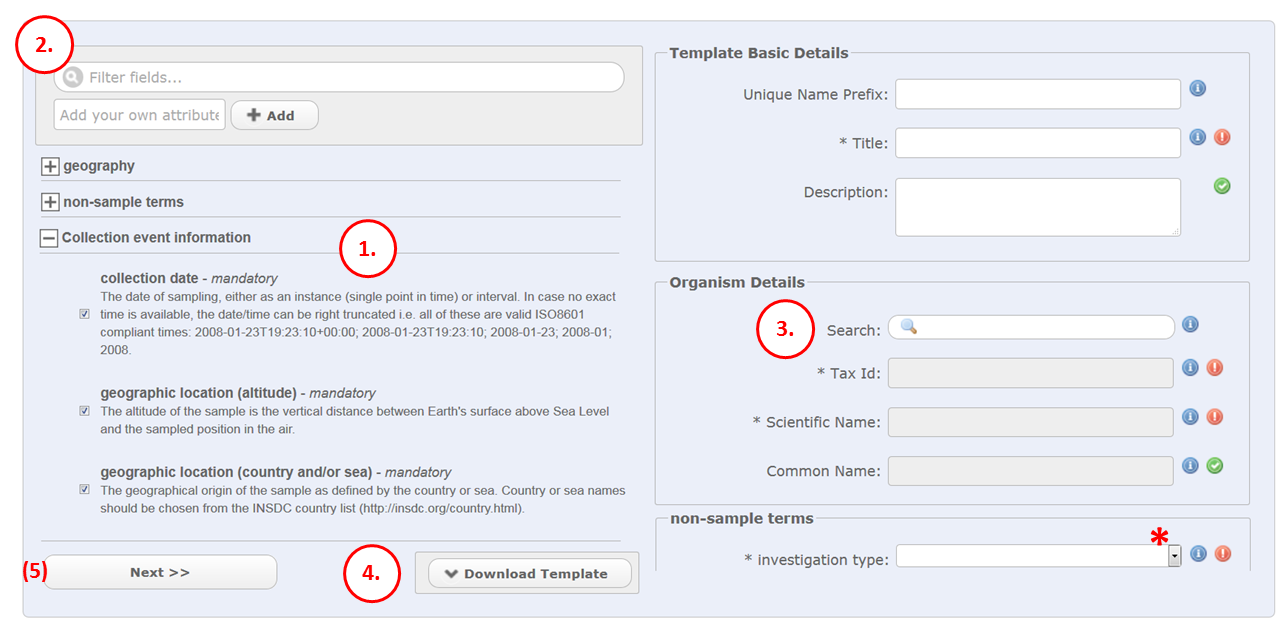 2.
Filter fields...
Add your own attribute
Add
geography
non-sample terms
Collection event information
1.
collection date - mandatory
The date of sampling, either as an instance (single point in time) or interval. In case no exact
time is available, the date/time can be right truncated i.e. all of these are valid ISO8601
compliant times: 2008-01-23T19:23:10+00:00; 2008-01-23T19:23:10; 2008-01-23; 2008-01;
2008.
geographic location (altitude) - mandatory
The altitude of the sample is the vertical distance between Earth's surface above Sea Level
and the sampled position in the air.
geographic location (country and/or sea) - mandatory
The geographical origin of the sample as defined by the country or sea. Country or sea names
should be chosen from the INSDC country list (http://insdc.org/country.html).
(5)
Next >>
4.
Download Template
Template Basic Details
Unique Name Prefix:
* Title:
Description:
Organism Details
3.
Search:
* Tax Id:
* Scientific Name:
Common Name:
non-sample terms
*
* investigation type: